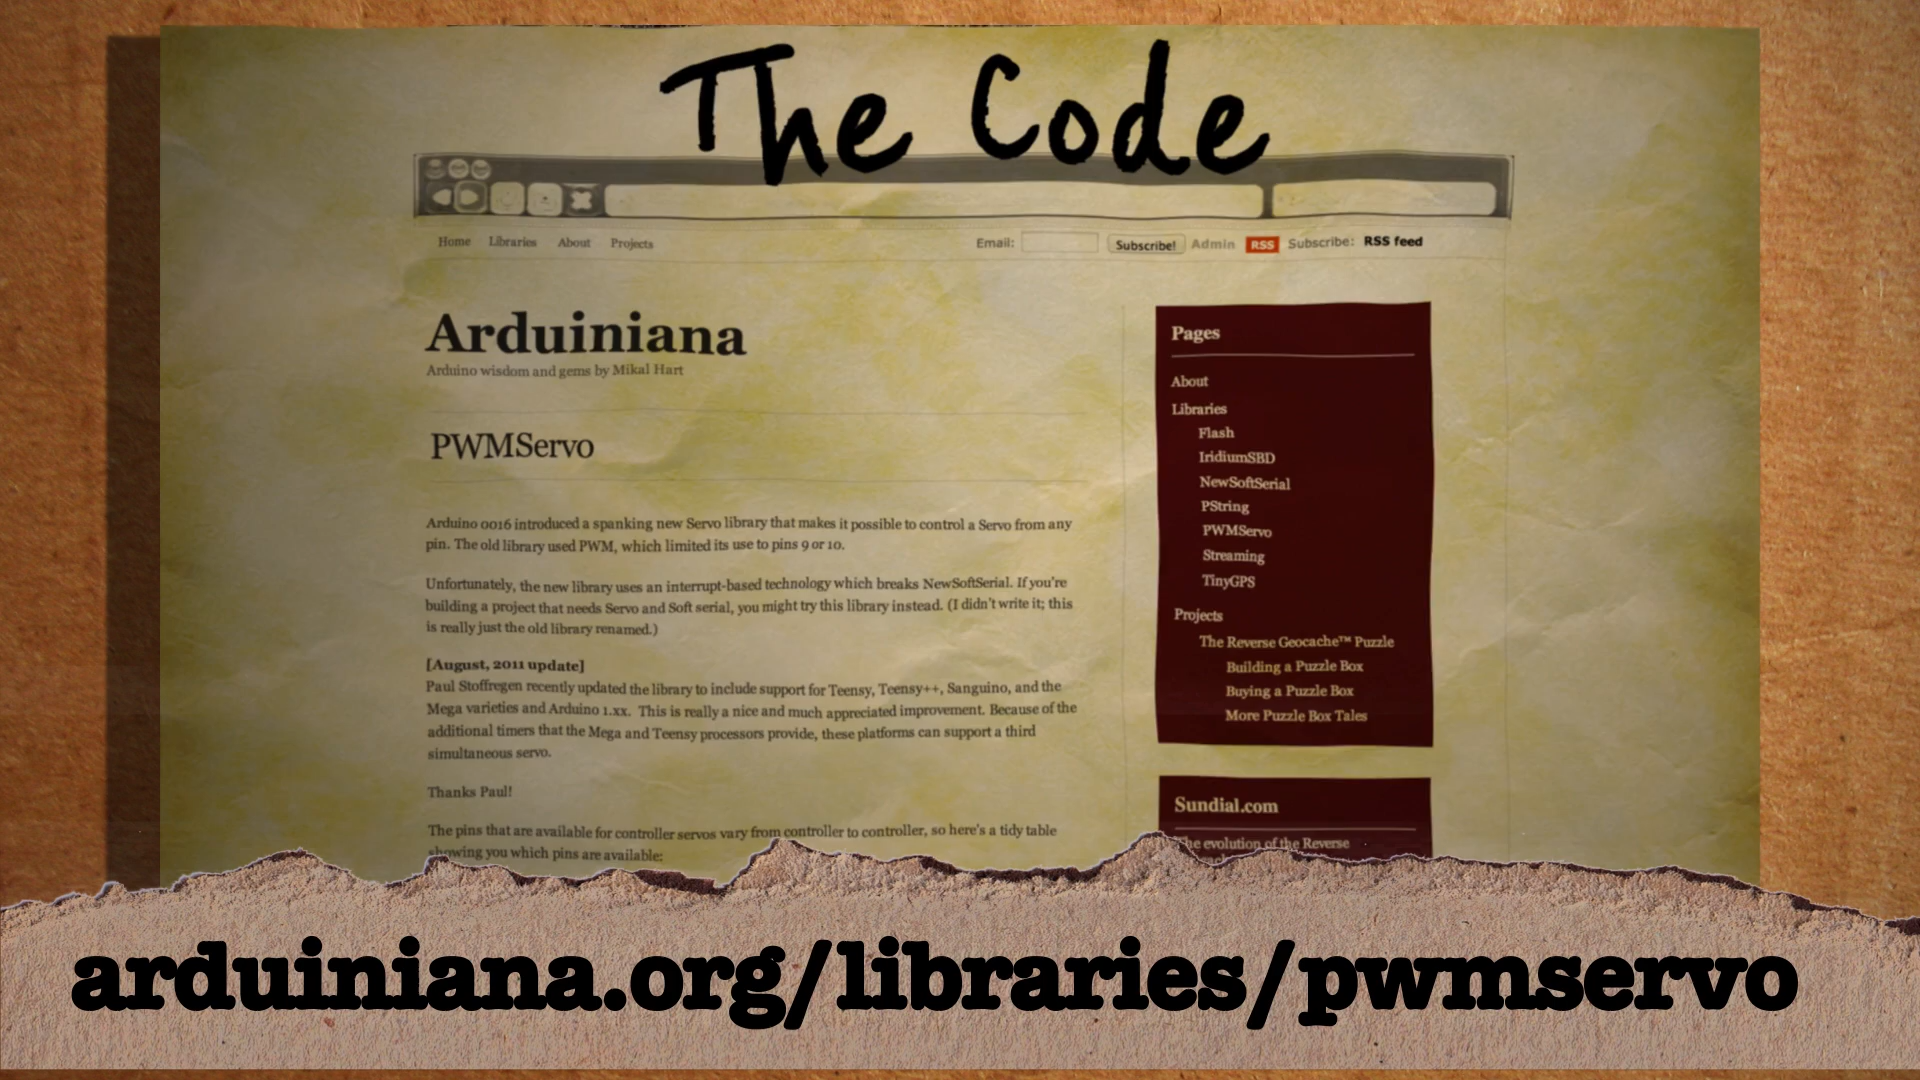 The Code
Home Libraries About Projects
Email: Subscribe! Admin RSS Subscribe: RSS feed
Arduiniana
Arduino wisdom and gems by Mikal Hart
PWMServo
Arduino 0016 introduced a spanking new Servo library that makes it possible to control a Servo from any
pin. The old library used PWM, which limited its use to pins 9 or 10.
Unfortunately, the new library uses an interrupt-based technology which breaks NewSoftSerial. If you're
building a project that needs Servo and Soft serial, you might try this library instead. (I didn't write it; this
is really just the old library renamed.)
[August, 2011 update]
Paul Stoffregen recently updated the library to include support for Teensy, Teensy++, Sanguino, and the
Mega varieties and Arduino 1.xx. This is really a nice and much appreciated improvement. Because of the
additional timers that the Mega and Teensy processors provide, these platforms can support a third
simultaneous servo.
Thanks Paul!
The pins that are available for controller servos vary from controller to controller, so here's a tidy table
showing you which pins are available:
Pages
About
Libraries
Flash
IridiumSBD
NewSoftSerial
PString
PWMServo
Streaming
TinyGPS
Projects
The Reverse Geocache™ Puzzle
Building a Puzzle Box
Buying a Puzzle Box
More Puzzle Box Tales
Sundial.com
The evolution of the Reverse
arduiniana.org/libraries/pwmservo